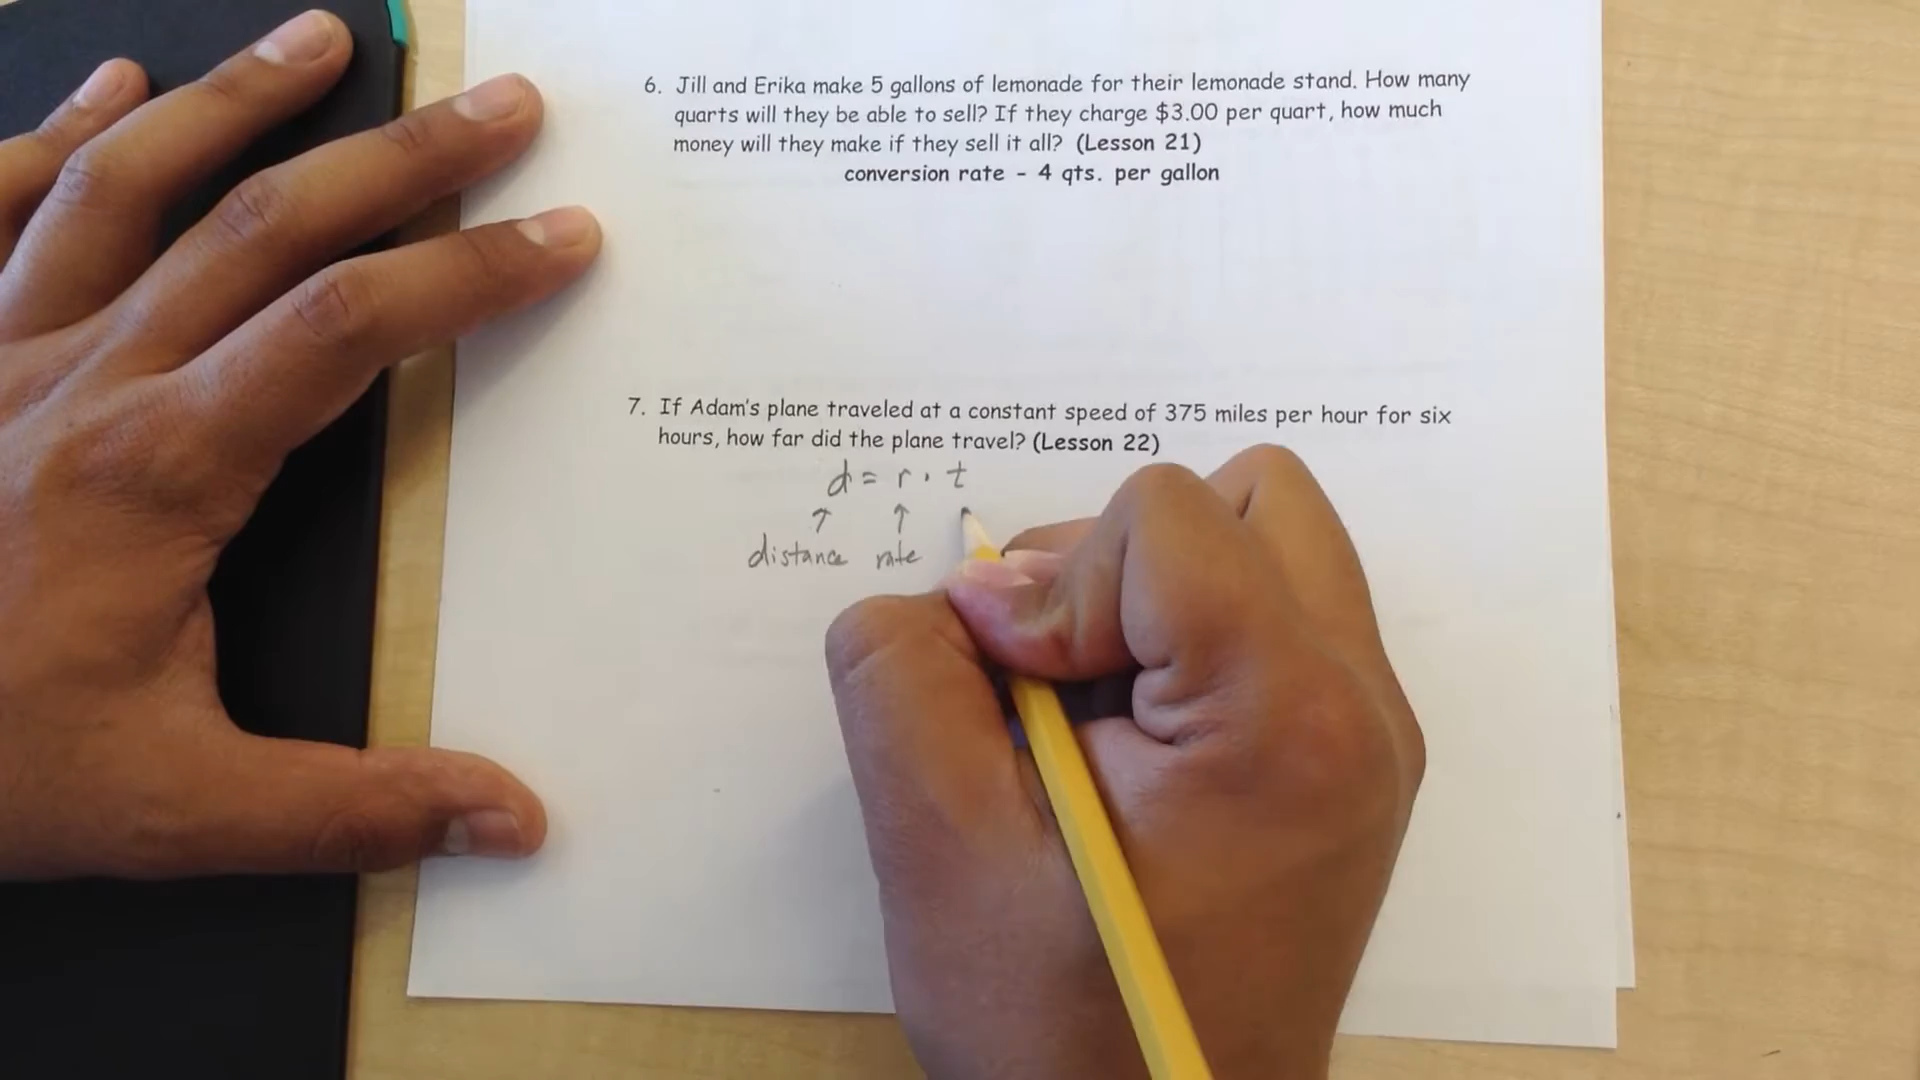 6. Jill and Erika make 5 gallons of lemonade for their lemonade stand. How many
quarts will they be able to sell? If they charge $3.00 per quart, how much
money will they make if they sell it all? (Lesson 21)
conversion rate - 4 qts. per gallon
7. If Adam's plane traveled at a constant speed of 375 miles per hour for six
hours, how far did the plane travel? (Lesson 22)
d = r · t
↑ ↑
distance rate